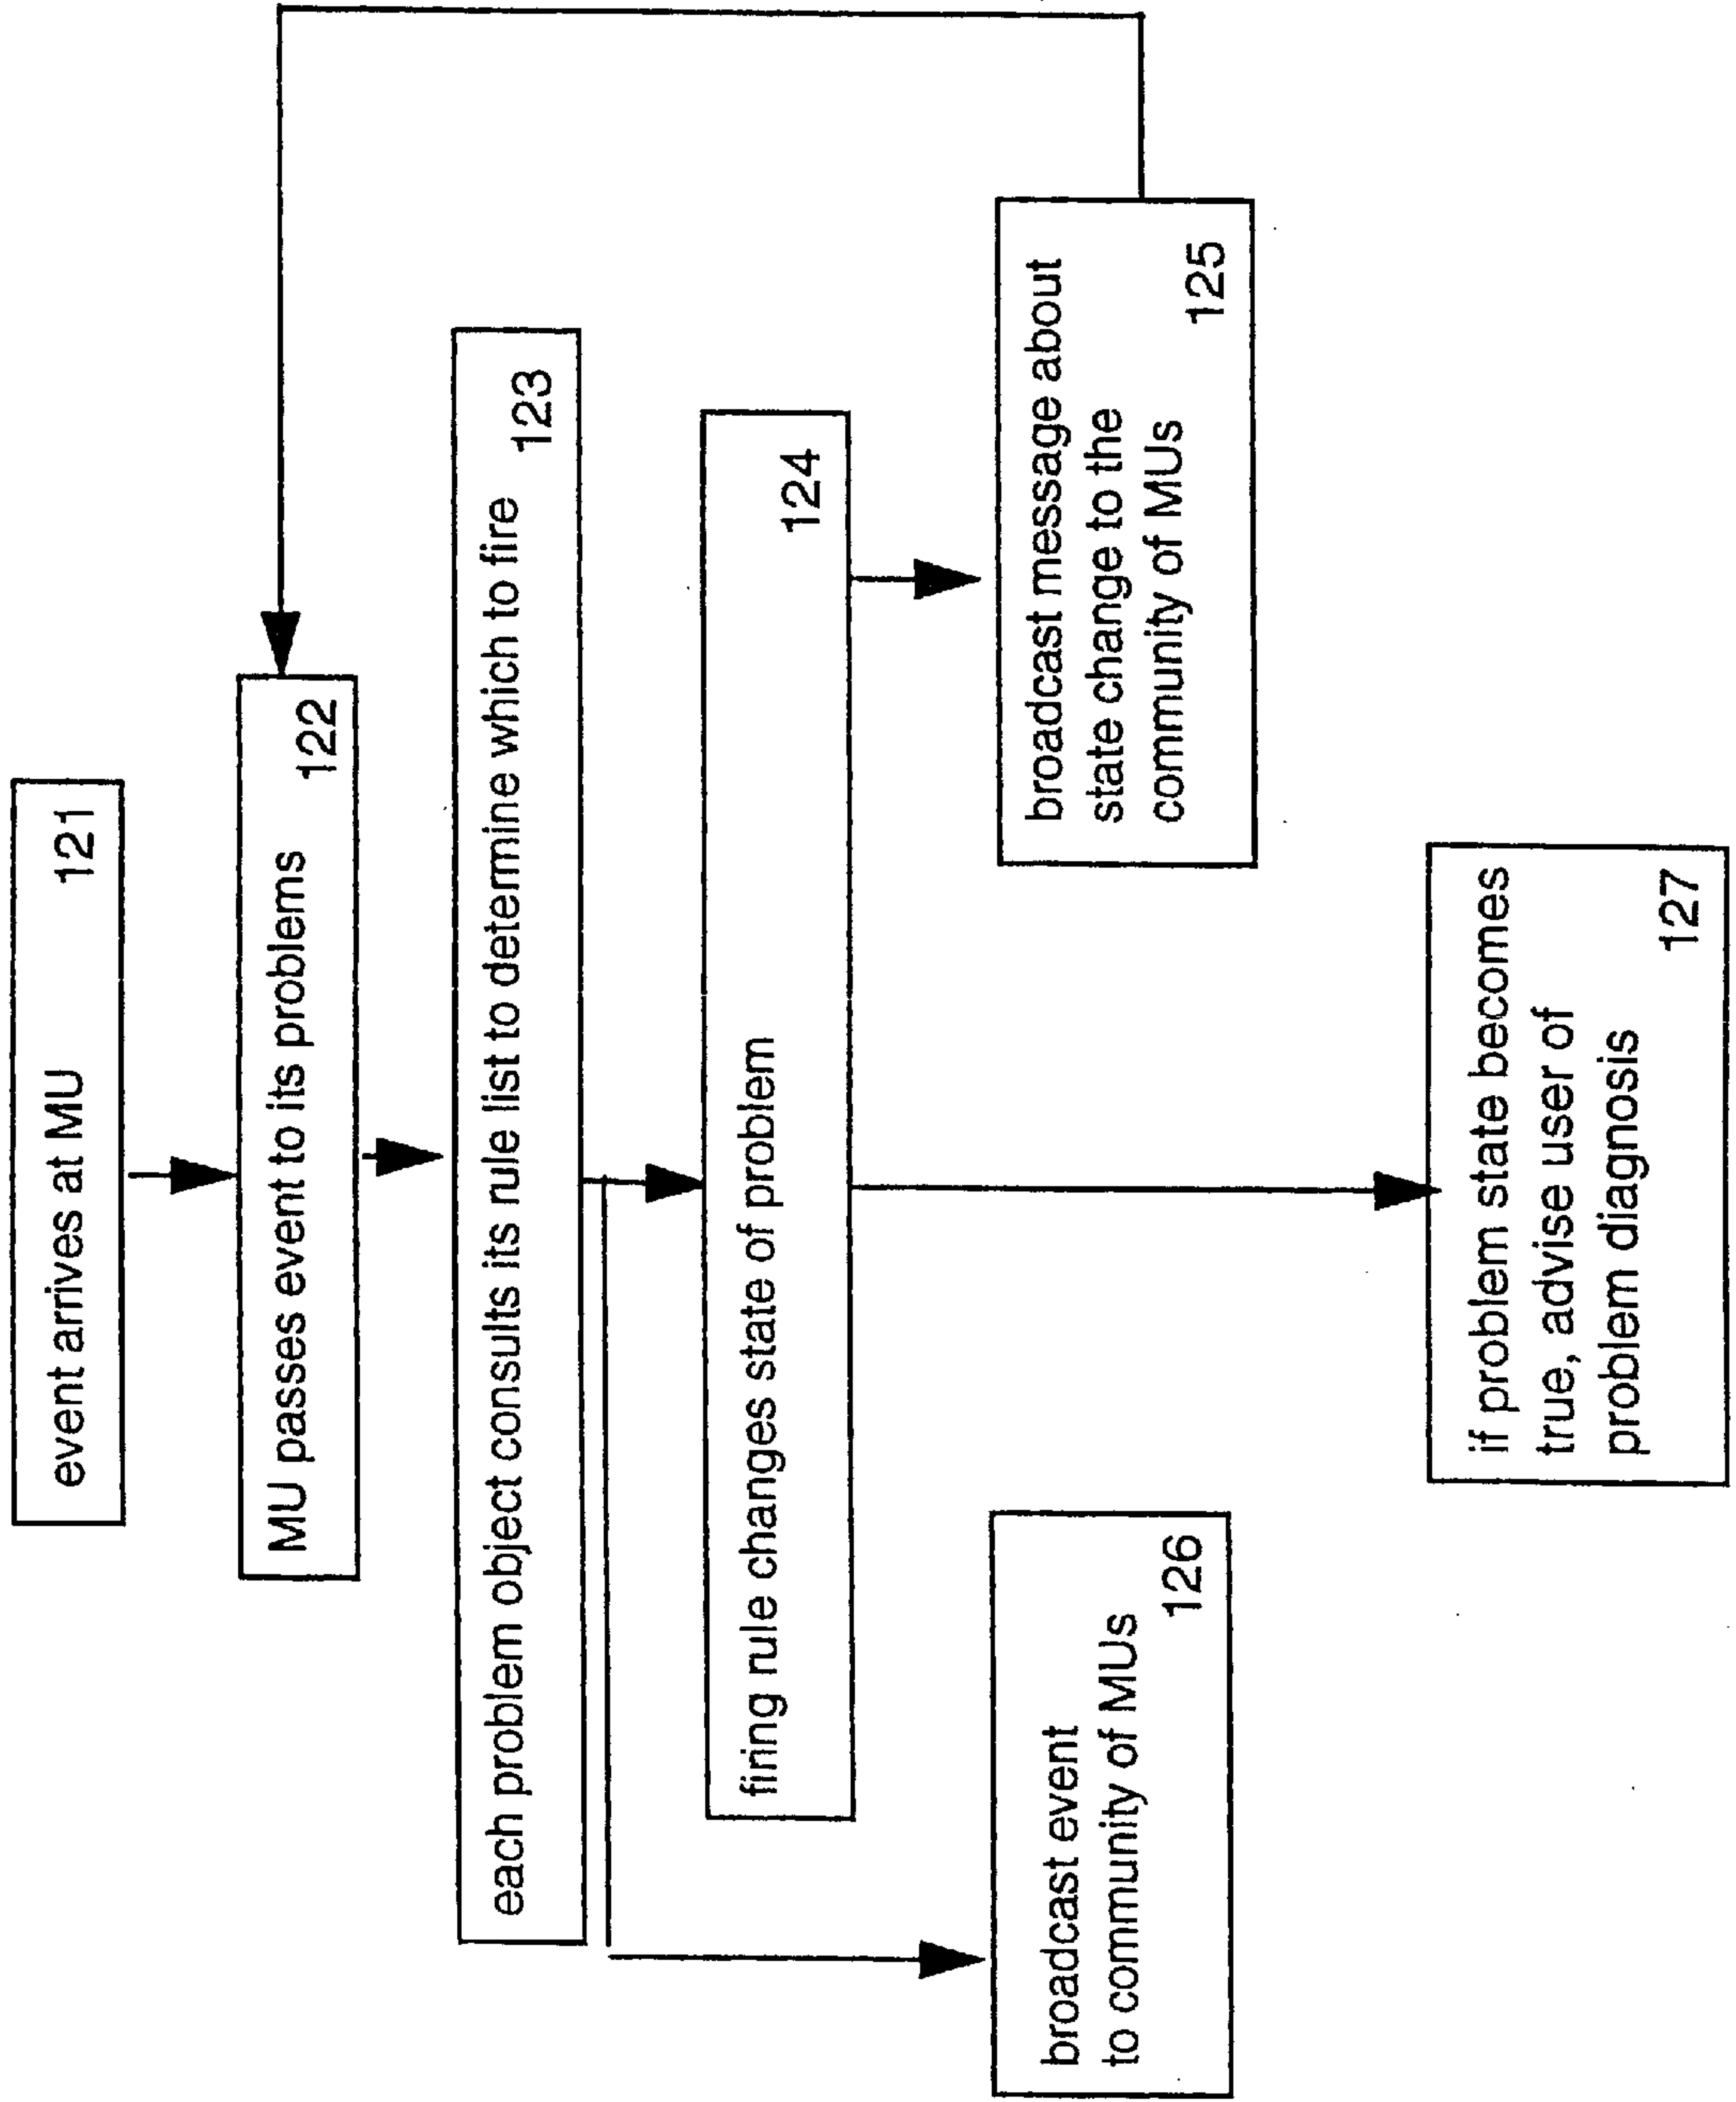 event arrives at MU 121
MU passes event to its problems
122
each problem object consults its rule list to determine which to fire
123
firing rule changes state of problem
124
broadcast message about
state change to the
community of MUs
125
broadcast event
to community of MUs
126
if problem state becomes
true, advise user of
problem diagnosis
127